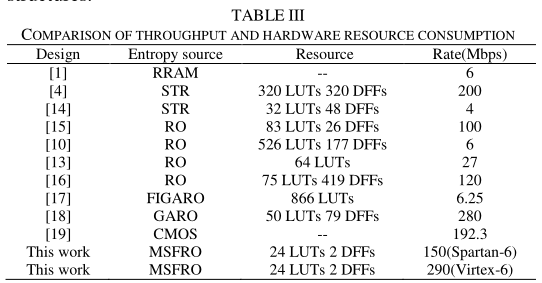 TABLE III
COMPARISON OF THROUGHPUT AND HARDWARE RESOURCE CONSUMPTION
Design Entropy source Resource Rate(Mbps)
[1] RRAM -- 6
[4] STR 320 LUTs 320 DFFs 200
[14] STR 32 LUTs 48 DFFs 4
[15] RO 83 LUTs 26 DFFs 100
[10] RO 526 LUTs 177 DFFs 6
[13] RO 64 LUTs 27
[16] RO 75 LUTs 419 DFFs 120
[17] FIGARO 866 LUTs 6.25
[18] GARO 50 LUTs 79 DFFs 280
[19] CMOS -- 192.3
This work MSFRO 24 LUTs 2 DFFs 150(Spartan-6)
This work MSFRO 24 LUTs 2 DFFs 290(Virtex-6)